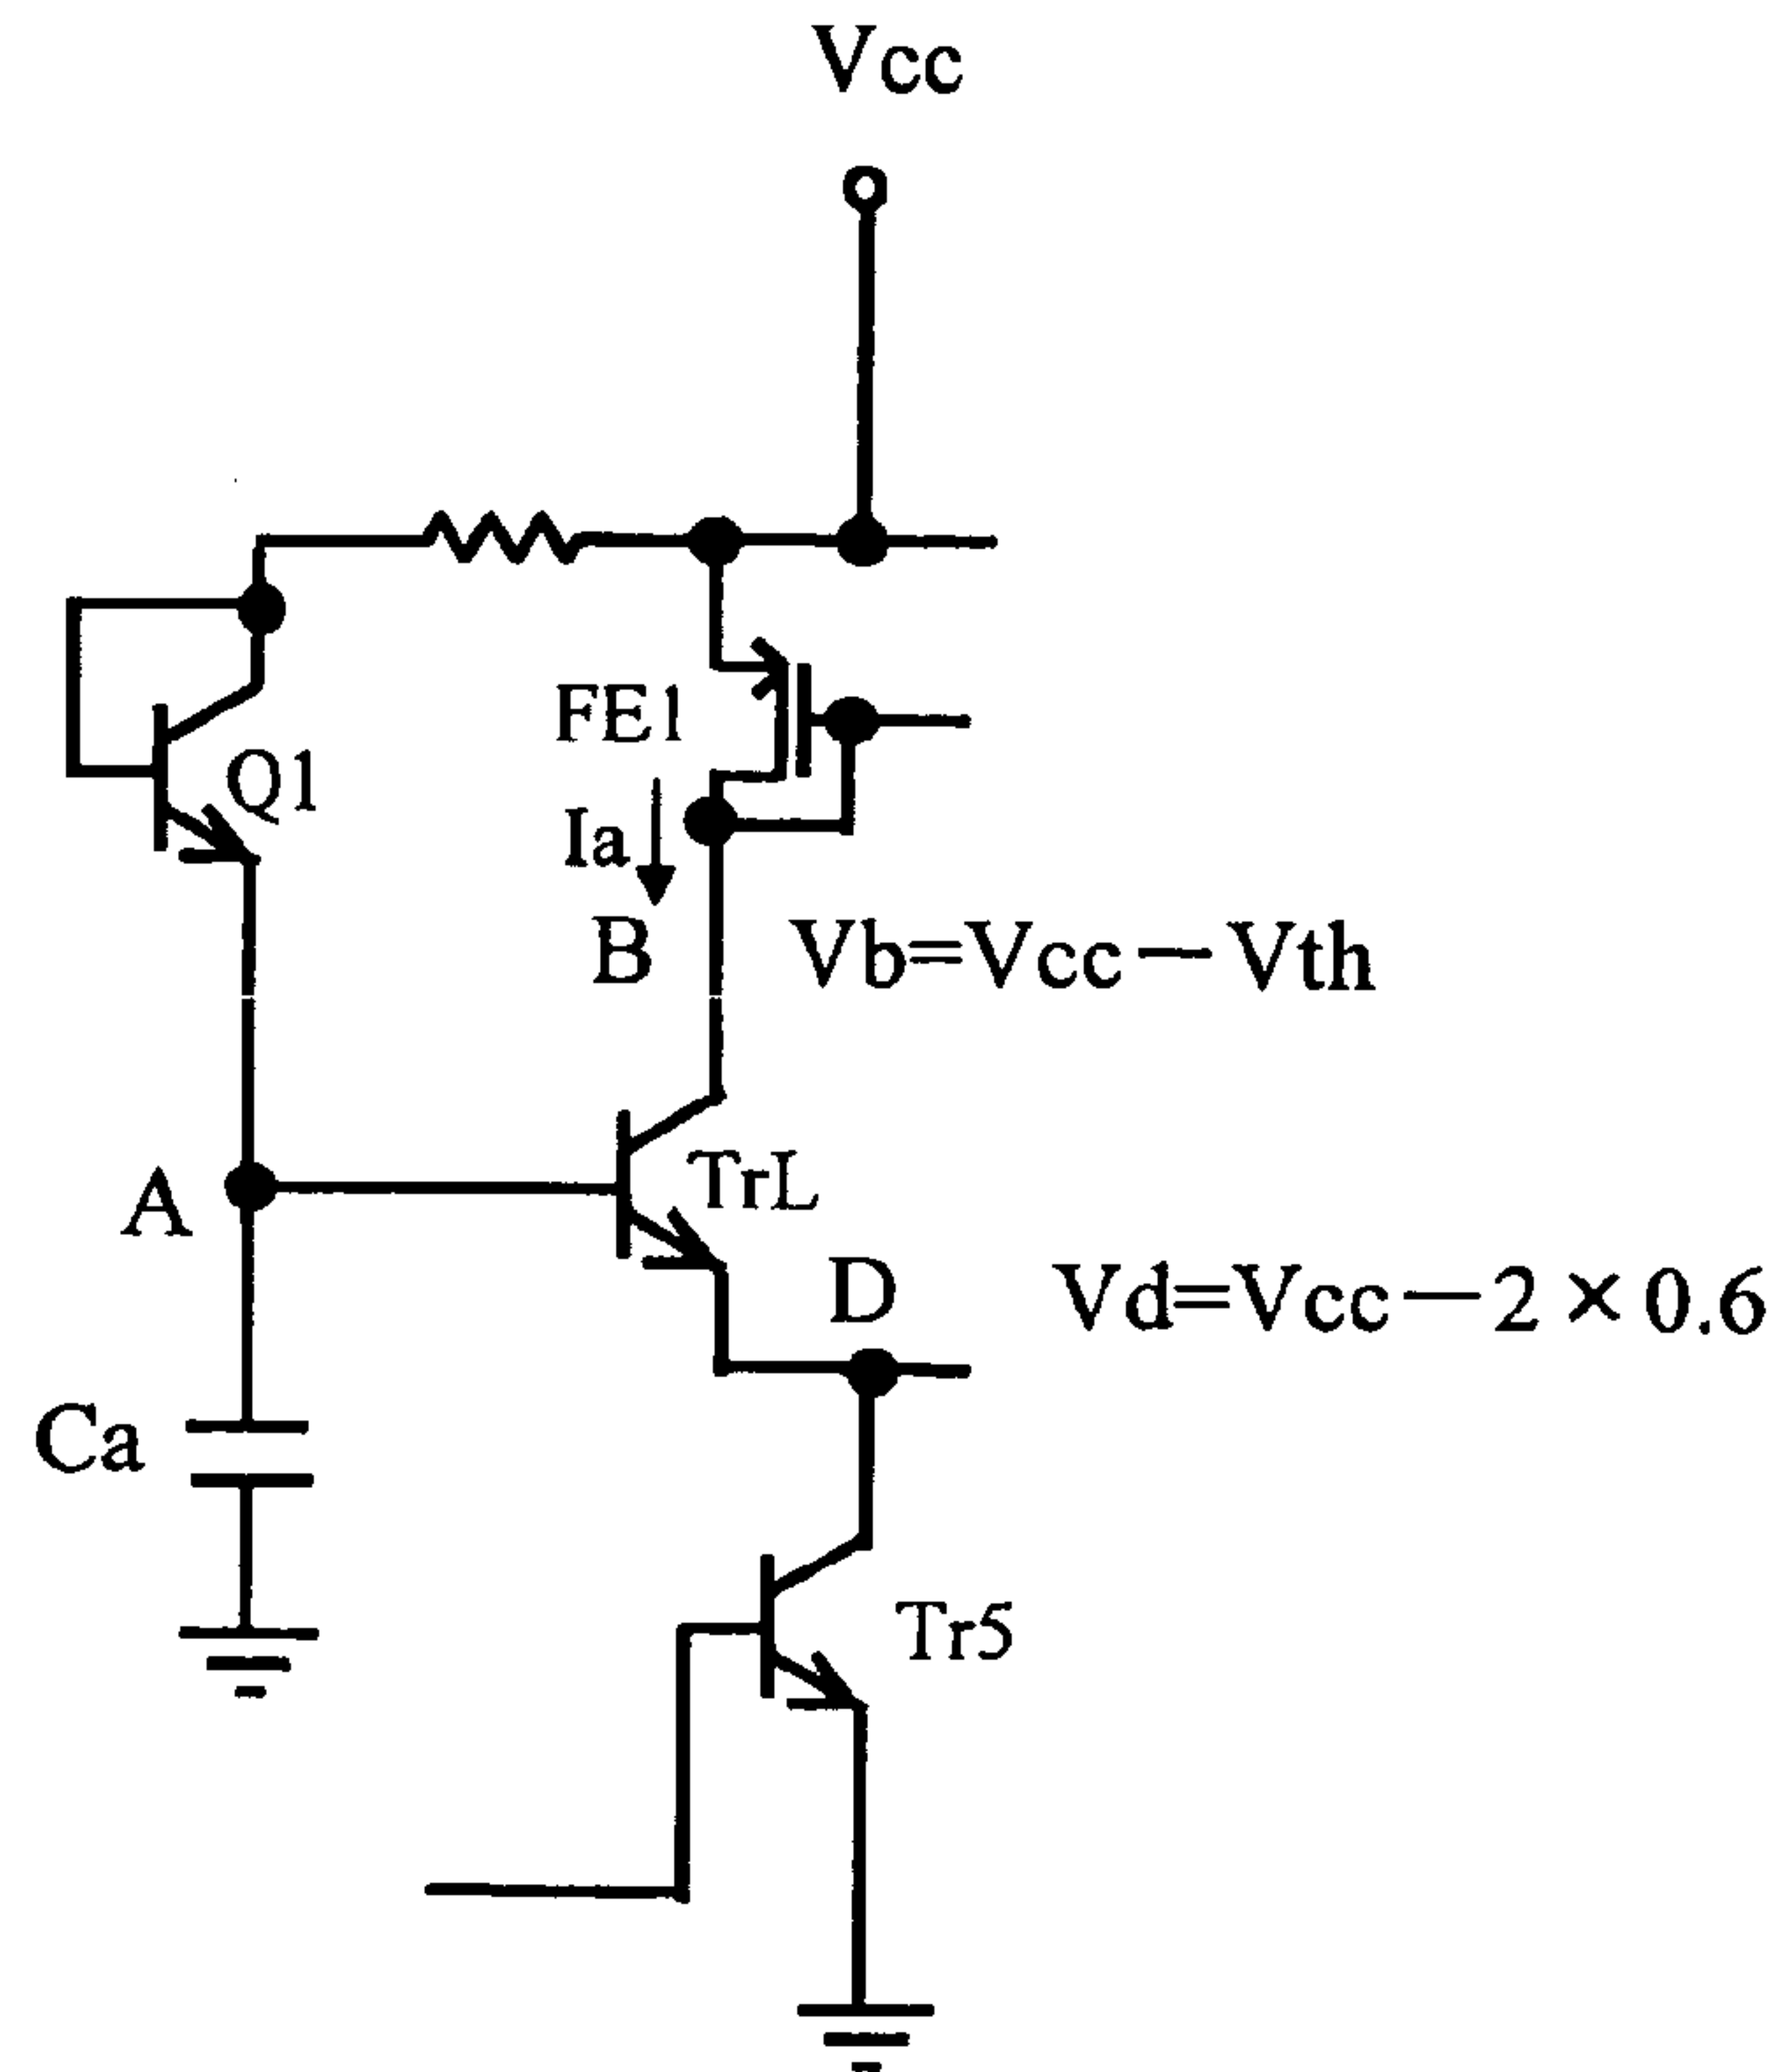 Vcc
FE1
Q1
Ia
B Vb=Vcc−Vth
TrL
A
D Vd=Vcc−2×0.6
Ca
Tr5